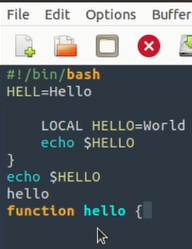 File Edit Options Buffer
#!/bin/bash
HELL=Hello
LOCAL HELLO=World
echo $HELLO
}
echo $HELLO
hello
function hello {